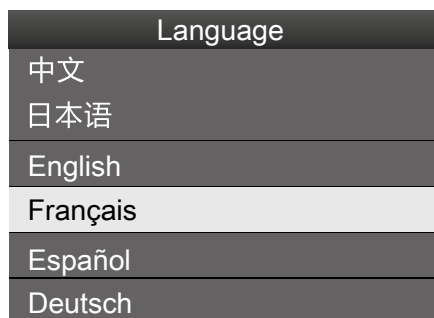 Language
中文
日本语
English
Français
Español
Deutsch